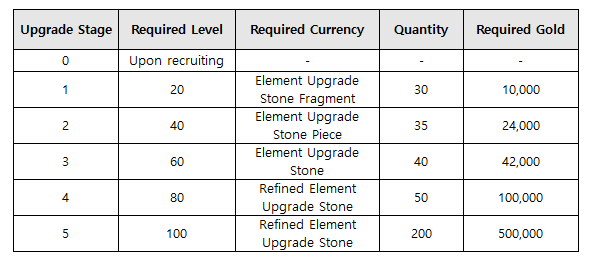 Upgrade Stage Required Level Required Currency Quantity Required Gold
0 Upon recruiting - - -
1 20 Element Upgrade
Stone Fragment 30 10,000
2 40 Element Upgrade
Stone Piece 35 24,000
3 60 Element Upgrade
Stone 40 42,000
4 80 Refined Element
Upgrade Stone 50 100,000
5 100 Refined Element
Upgrade Stone 200 500,000